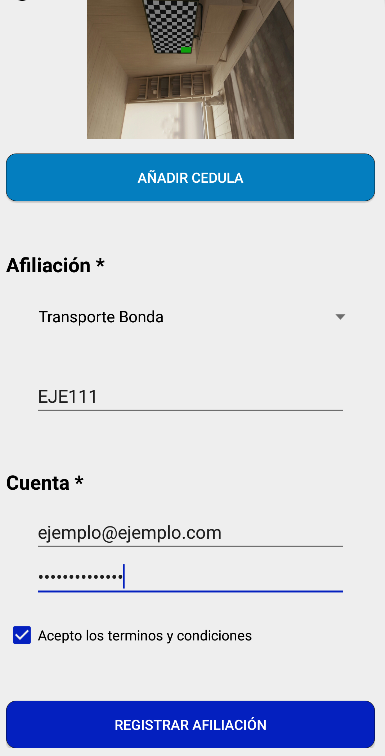 AÑADIR CEDULA
Afiliación *
Transporte Bonda
EJE111
Cuenta *
ejemplo@ejemplo.com
••••••••••••••
Acepto los terminos y condiciones
REGISTRAR AFILIACIÓN